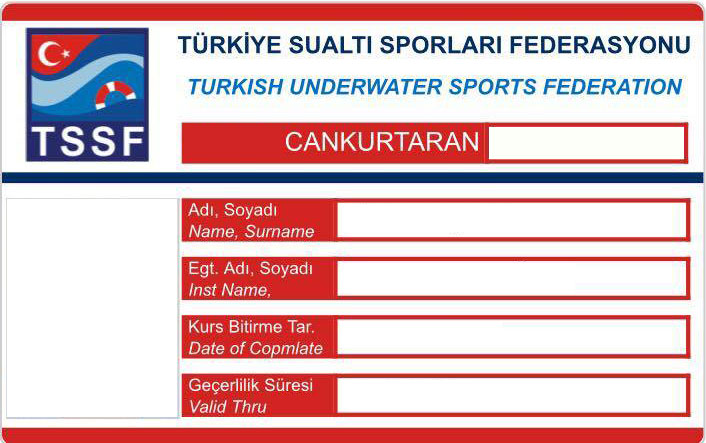 TÜRKİYE SUALTI SPORLARI FEDERASYONU
TURKISH UNDERWATER SPORTS FEDERATION
TSSF
CANKURTARAN
Adı, Soyadı
Name, Surname
Egt. Adı, Soyadı
Inst Name,
Kurs Bitirme Tar.
Date of Copmlate
Geçerlilik Süresi
Valid Thru